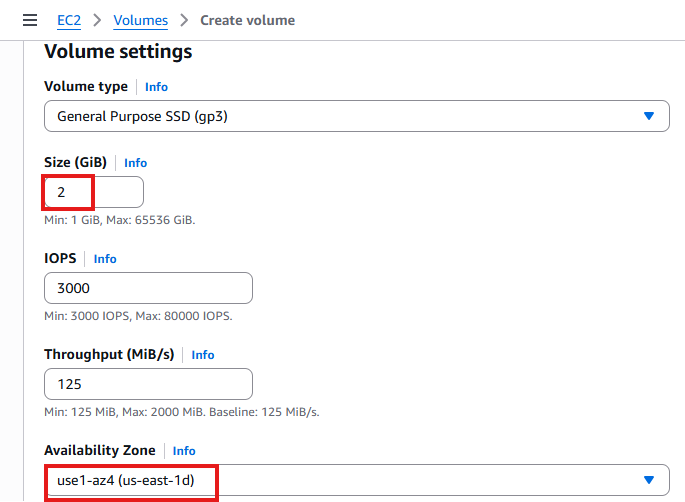 EC2 > Volumes > Create volume
Volume settings
Volume type Info
General Purpose SSD (gp3)
Size (GiB) Info
2
Min: 1 GiB, Max: 65536 GiB.
IOPS Info
3000
Min: 3000 IOPS, Max: 80000 IOPS.
Throughput (MiB/s) Info
125
Min: 125 MiB, Max: 2000 MiB. Baseline: 125 MiB/s.
Availability Zone Info
use1-az4 (us-east-1d)